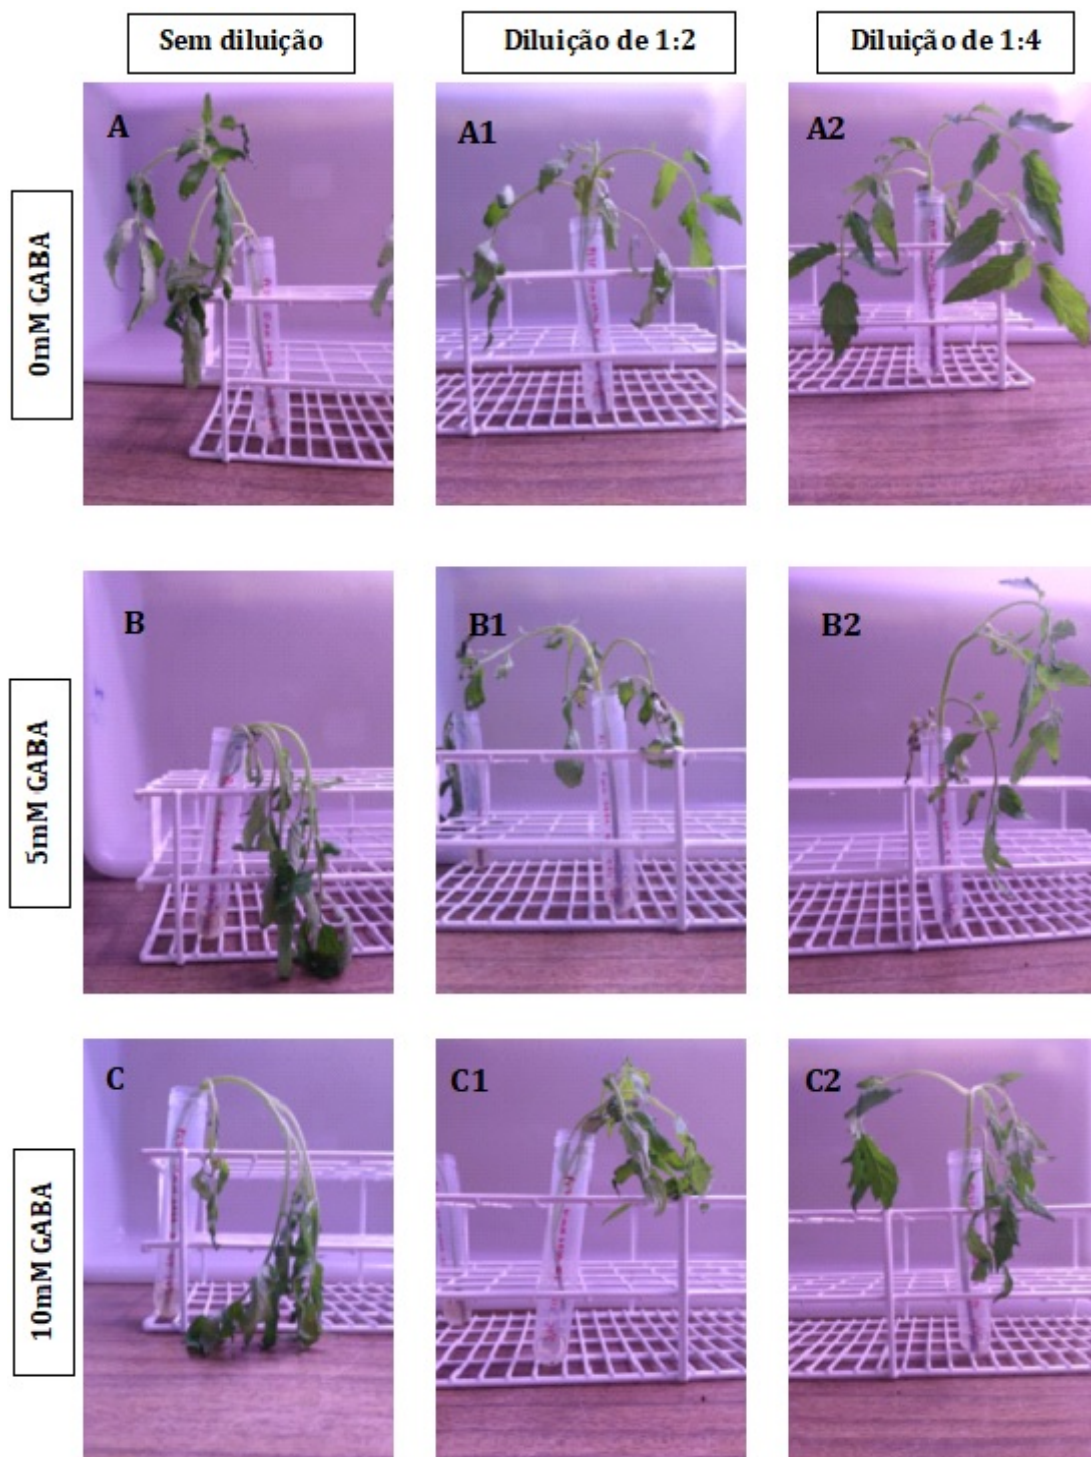 Sem diluição
Diluição de 1:2
Diluição de 1:4
0mM GABA
A
A1
A2
5mM GABA
B
B1
B2
10mM GABA
C
C1
C2